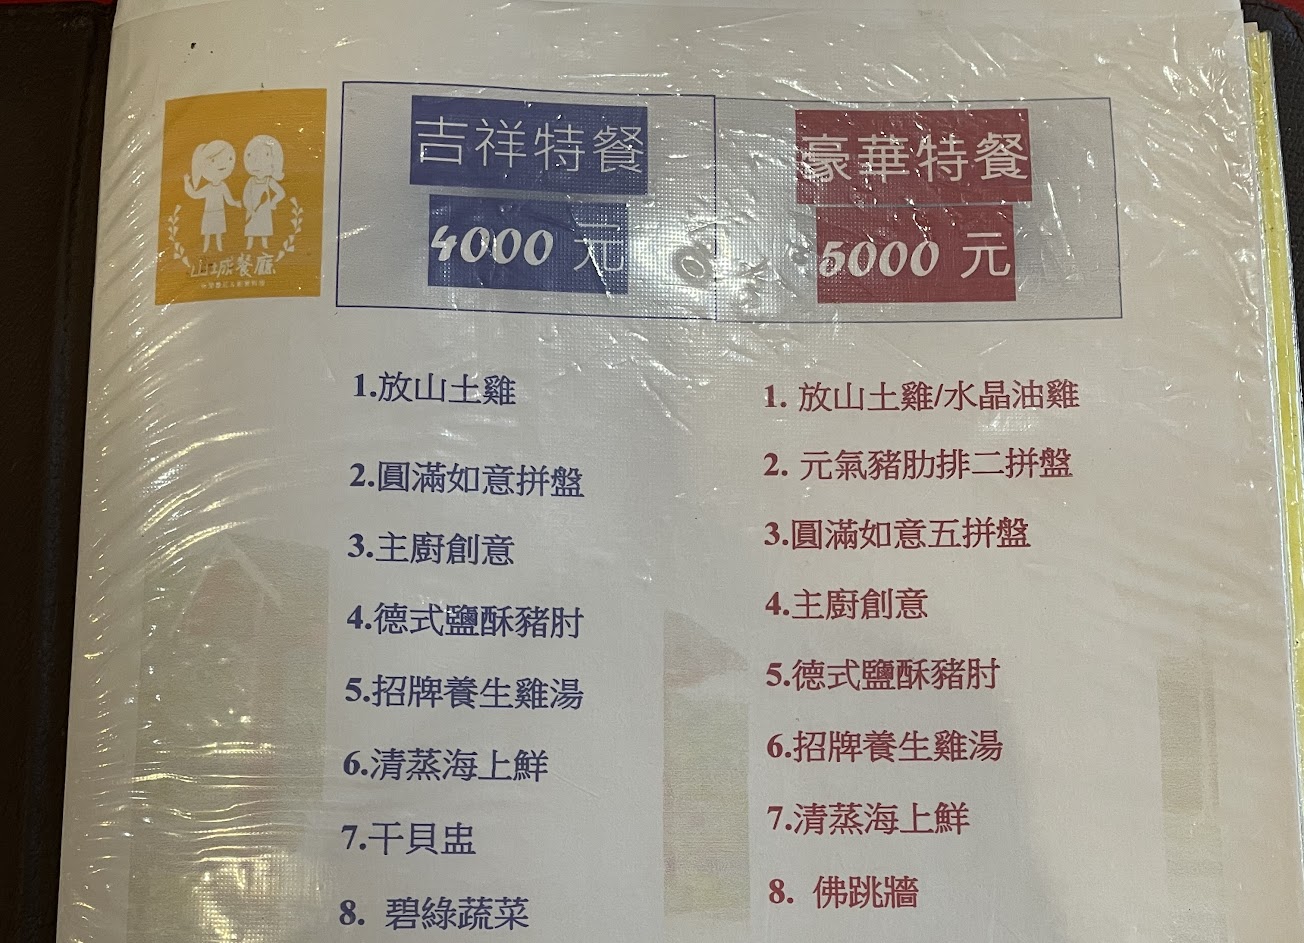 山城餐廳
吉祥特餐
4000 元
豪華特餐
5000 元
1.放山土雞
2.圓滿如意拼盤
3.主廚創意
4.德式鹽酥豬肘
5.招牌養生雞湯
6.清蒸海上鮮
7.干貝盅
8. 碧綠蔬菜
1. 放山土雞/水晶油雞
2. 元氣豬肋排二拼盤
3.圓滿如意五拼盤
4.主廚創意
5.德式鹽酥豬肘
6.招牌養生雞湯
7.清蒸海上鮮
8. 佛跳牆